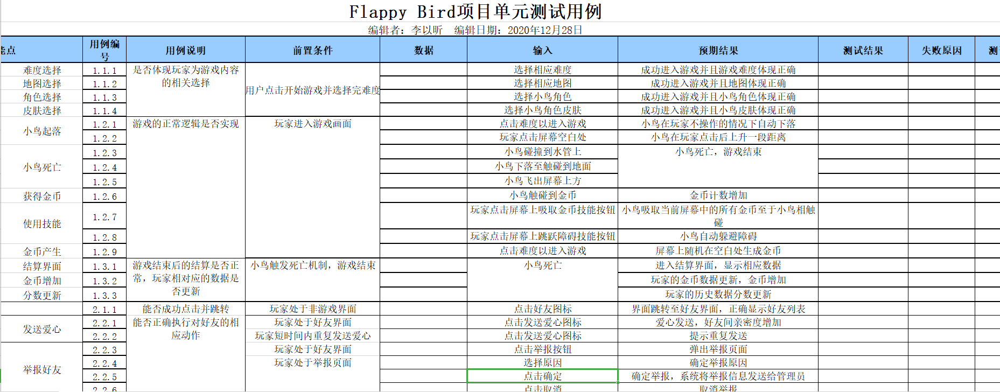 Flappy Bird项目单元测试用例
编辑者：李以昕 编辑日期：2020年12月28日
能点 用例编号 用例说明 前置条件 数据 输入 预期结果 测试结果 失败原因 测
难度选择 1.1.1 是否体现玩家为游戏内容的相关选择 用户点击开始游戏并选择完难度 选择相应难度 成功进入游戏并且游戏难度体现正确
地图选择 1.1.2 选择相应地图 成功进入游戏并且地图体现正确
角色选择 1.1.3 选择小鸟角色 成功进入游戏并且小鸟角色体现正确
皮肤选择 1.1.4 选择小鸟角色皮肤 成功进入游戏并且小鸟皮肤体现正确
小鸟起落 1.2.1 游戏的正常逻辑是否实现 玩家进入游戏画面 点击难度以进入游戏 小鸟在玩家不操作的情况下自动下落
1.2.2 玩家点击屏幕空白处 小鸟在玩家点击后上升一段距离
小鸟死亡 1.2.3 小鸟碰撞到水管上 小鸟死亡，游戏结束
1.2.4 小鸟下落至触碰到地面
1.2.5 小鸟飞出屏幕上方
获得金币 1.2.6 小鸟触碰到金币 金币计数增加
使用技能 1.2.7 玩家点击屏幕上吸取金币技能按钮 小鸟吸取当前屏幕中的所有金币至于小鸟相触碰
1.2.8 玩家点击屏幕上跳跃障碍技能按钮 小鸟自动躲避障碍
金币产生 1.2.9 点击难度以进入游戏 屏幕上随机在空白处生成金币
结算界面 1.3.1 游戏结束后的结算是否正常，玩家相对应的数据是否更新 小鸟触发死亡机制，游戏结束 小鸟死亡 进入结算界面，显示相应数据
金币增加 1.3.2 玩家的金币数据更新，金币增加
分数更新 1.3.3 玩家的历史数据分数更新
2.1.1 能否成功点击并跳转 玩家处于非游戏界面 点击好友图标 界面跳转至好友界面，正确显示好友列表
发送爱心 2.2.1 能否正确执行对好友的相应动作 玩家处于好友界面 点击发送爱心图标 爱心发送，好友间亲密度增加
2.2.2 玩家短时间内重复发送爱心 点击发送爱心图标 提示重复发送
举报好友 2.2.3 玩家处于好友界面 点击举报按钮 弹出举报页面
2.2.4 玩家处于举报页面 选择原因 确定举报原因
2.2.5 点击确定 确定举报，系统将举报信息发送给管理员
2.2.6 点击取消 取消举报